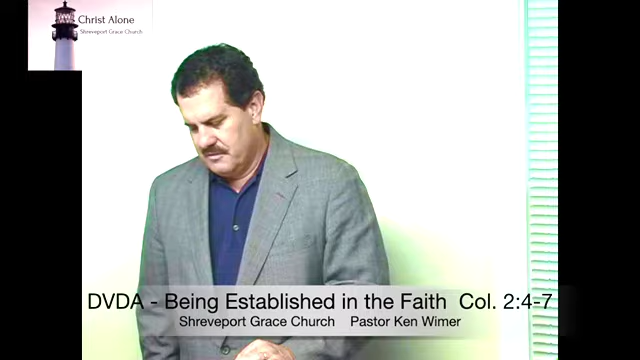 Christ Alone
Shreveport Grace Church
DVDA - Being Established in the Faith  Col. 2:4-7
Shreveport Grace Church    Pastor Ken Wimer